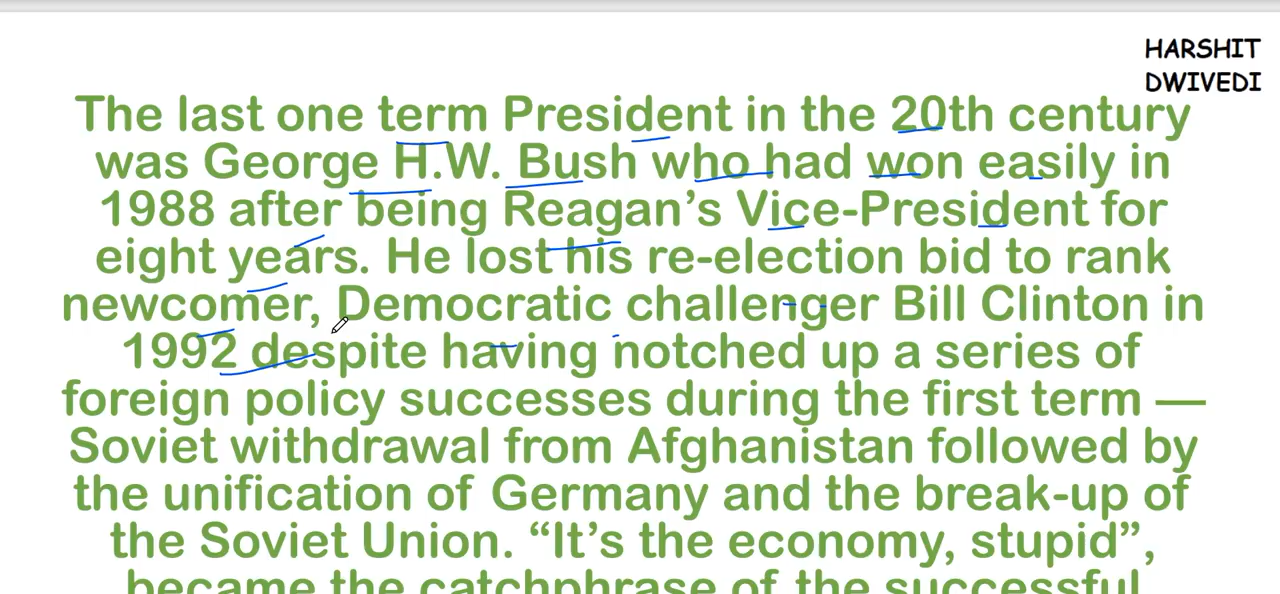 HARSHIT
DWIVEDI
The last one term President in the 20th century
was George H.W. Bush who had won easily in
1988 after being Reagan’s Vice-President for
eight years. He lost his re-election bid to rank
newcomer, Democratic challenger Bill Clinton in
1992 despite having notched up a series of
foreign policy successes during the first term —
Soviet withdrawal from Afghanistan followed by
the unification of Germany and the break-up of
the Soviet Union. “It’s the economy, stupid”,
became the catchphrase of the successful